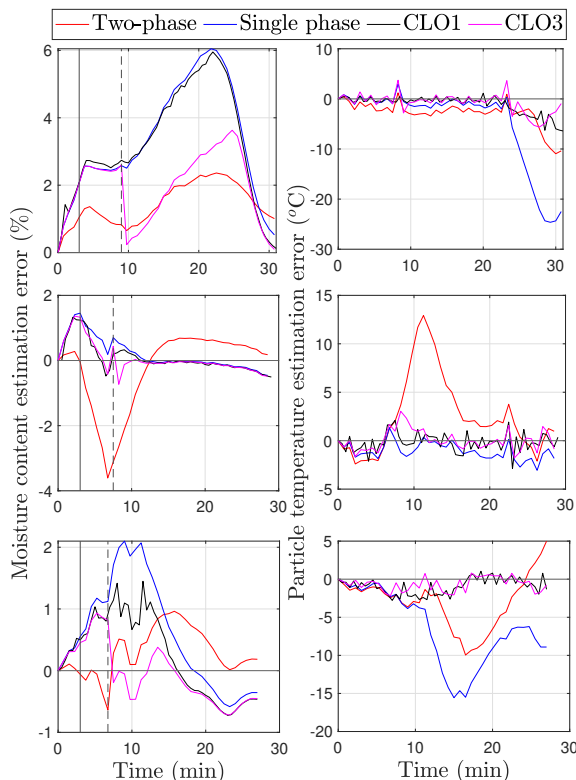 Two-phase Single phase CLO1 CLO3
Moisture content estimation error (%)
6
4
2
0
0 10 20 30
2
0
-2
-4
0 10 20 30
2
1
0
-1
0 10 20 30
Time (min)
Particle temperature estimation error (°C)
10
0
-10
-20
-30
0 10 20 30
15
10
5
0
-5
0 10 20 30
5
0
-5
-10
-15
-20
0 10 20 30
Time (min)